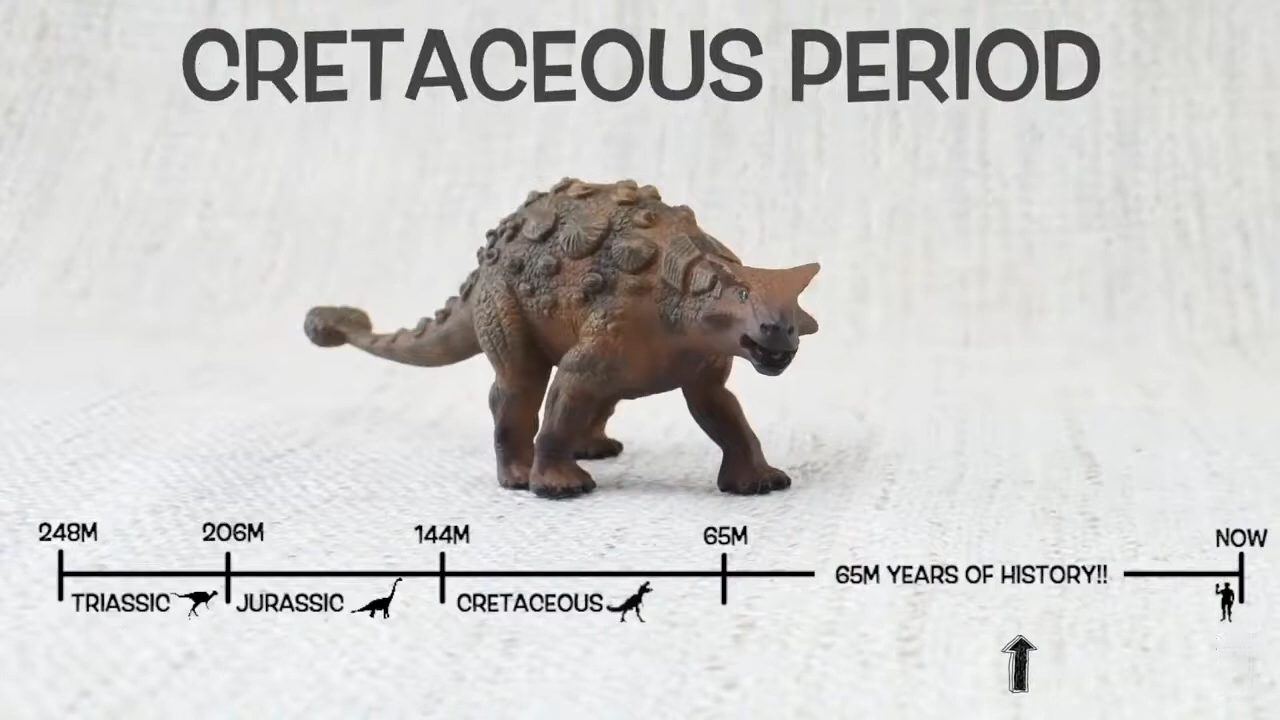 CRETACEOUS PERIOD
248M 206M 144M 65M NOW
65M YEARS OF HISTORY!!
TRIASSIC JURASSIC CRETACEOUS